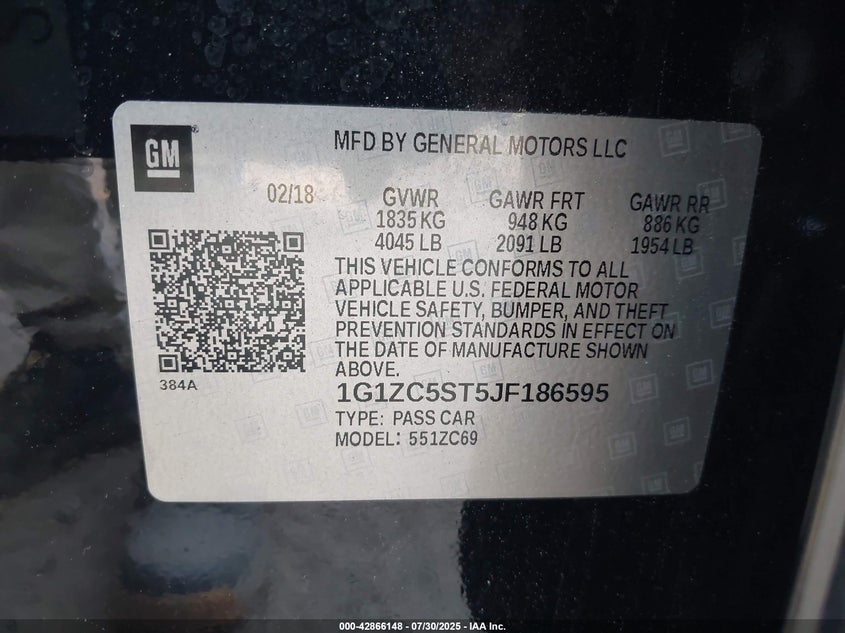 GM
MFD BY GENERAL MOTORS LLC
02/18 GVWR GAWR FRT GAWR RR
1835 KG 948 KG 886 KG
4045 LB 2091 LB 1954 LB
THIS VEHICLE CONFORMS TO ALL
APPLICABLE U.S. FEDERAL MOTOR
VEHICLE SAFETY, BUMPER, AND THEFT
PREVENTION STANDARDS IN EFFECT ON
THE DATE OF MANUFACTURE SHOWN
ABOVE.
384A
1G1ZC5ST5JF186595
TYPE: PASS CAR
MODEL: 551ZC69
000-42866148 - 07/30/2025 - IAA Inc.